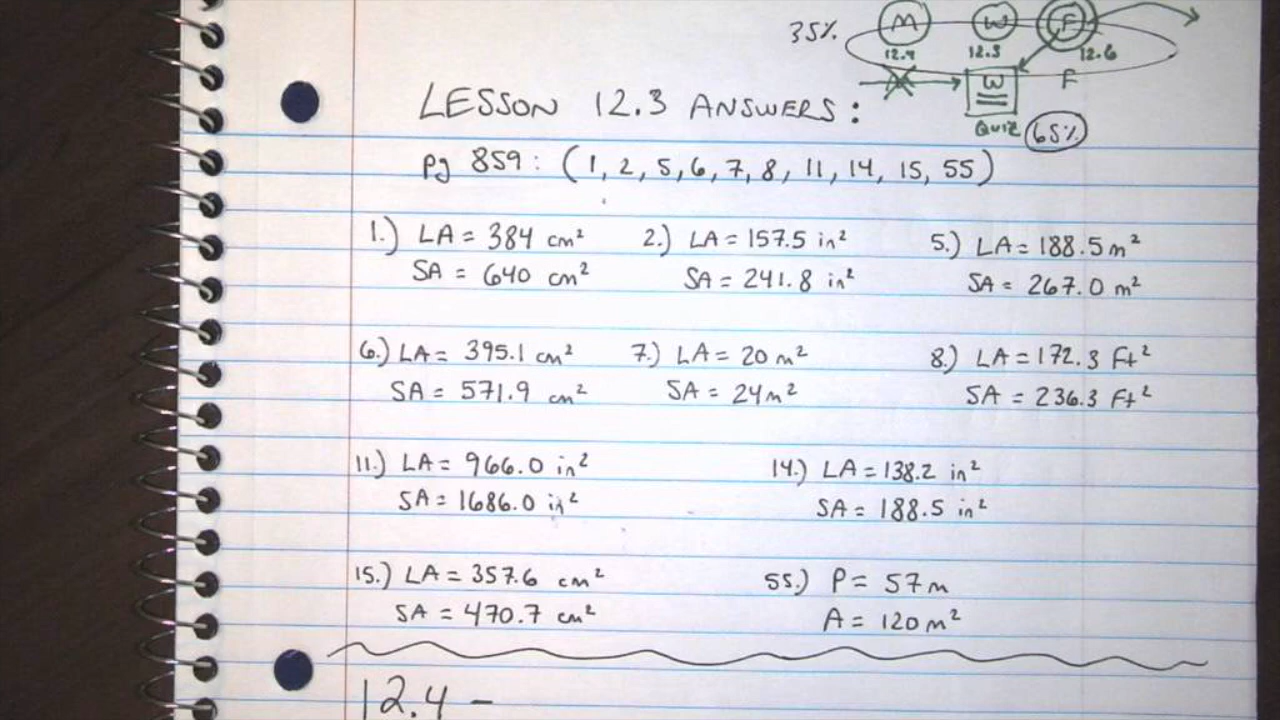 35% M W F
12.4 12.5 12.6
W F
QUIZ 65%
LESSON 12.3 ANSWERS:
pg 859: (1, 2, 5, 6, 7, 8, 11, 14, 15, 55)
1.) LA = 384 cm² 2.) LA = 157.5 in² 5.) LA = 188.5 m²
SA = 640 cm² SA = 241.8 in² SA = 267.0 m²
6.) LA = 395.1 cm² 7.) LA = 20 m² 8.) LA = 172.3 Ft²
SA = 571.9 cm² SA = 24 m² SA = 236.3 Ft²
11.) LA = 966.0 in² 14.) LA = 138.2 in²
SA = 1686.0 in² SA = 188.5 in²
15.) LA = 357.6 cm² 55.) P = 57 m
SA = 470.7 cm² A = 120 m²
12.4 -